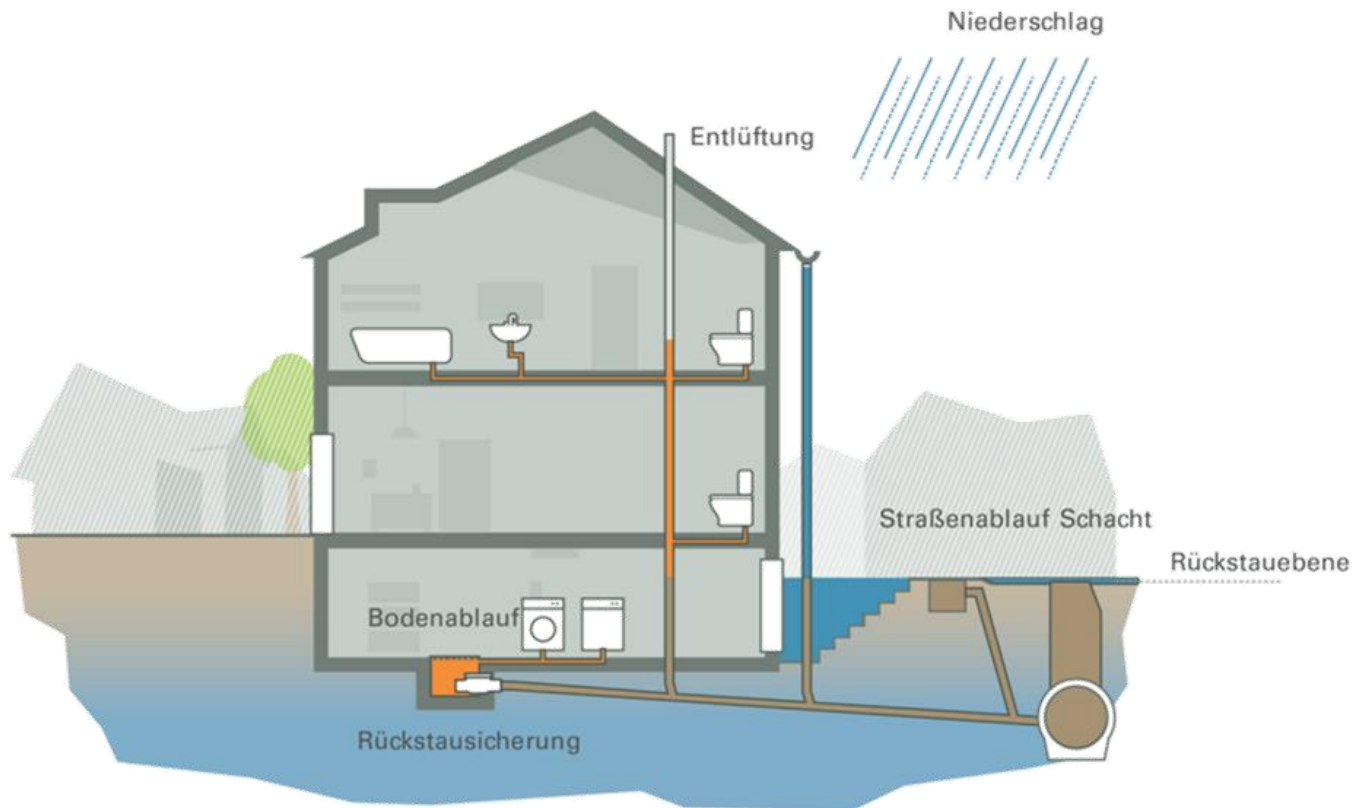 Niederschlag
Entlüftung
Straßenablauf Schacht
Rückstauebene
Bodenablauf
Rückstausicherung